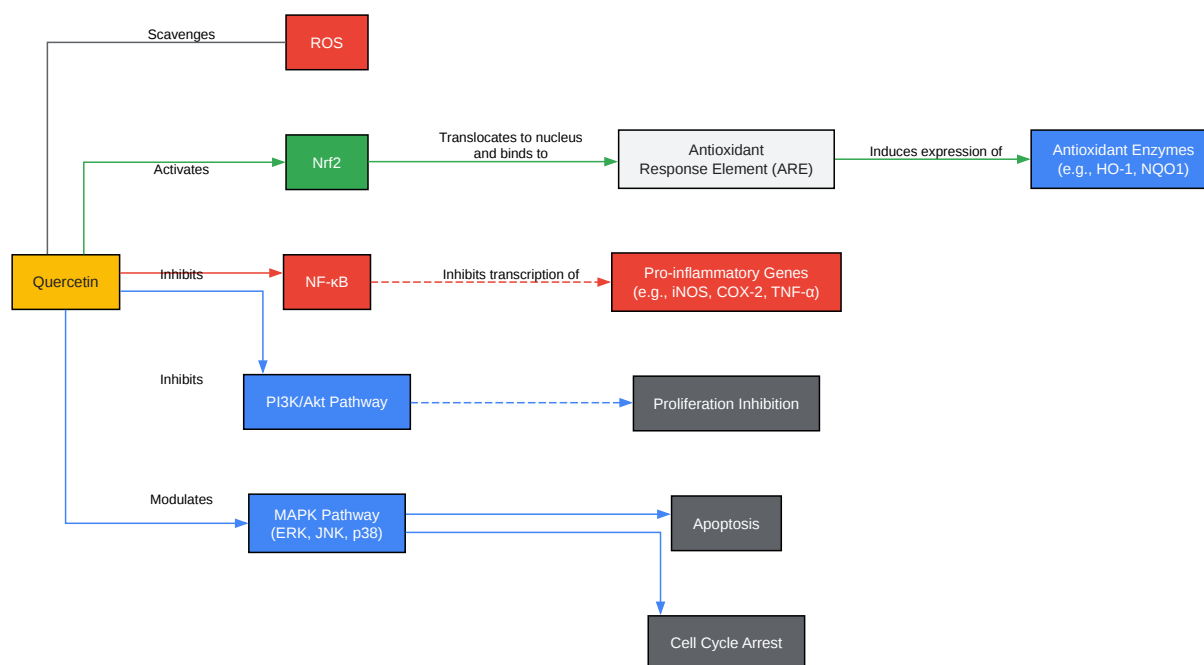 Scavenges
ROS
Translocates to nucleus
and binds to
Nrf2
Activates
Antioxidant
Response Element (ARE)
Induces expression of
Antioxidant Enzymes
(e.g., HO-1, NQO1)
Quercetin
Inhibits
NF-κB
Inhibits transcription of
Pro-inflammatory Genes
(e.g., iNOS, COX-2, TNF-α)
Inhibits
PI3K/Akt Pathway
Proliferation Inhibition
Modulates
MAPK Pathway
(ERK, JNK, p38)
Apoptosis
Cell Cycle Arrest